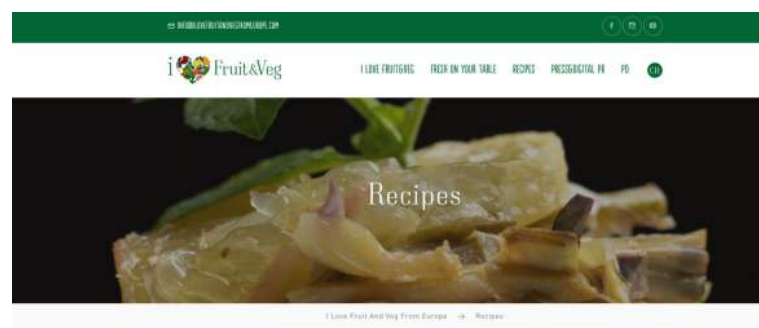 INFO@ILOVEFRUITANDVEGFROMEUROPE.COM
i Fruit&Veg
I LOVE FRUIT&VEG FRESH ON YOUR TABLE RECIPES PRESS&DIGITAL PR
Recipes
I Love Fruit And Veg From Europe → Recipes